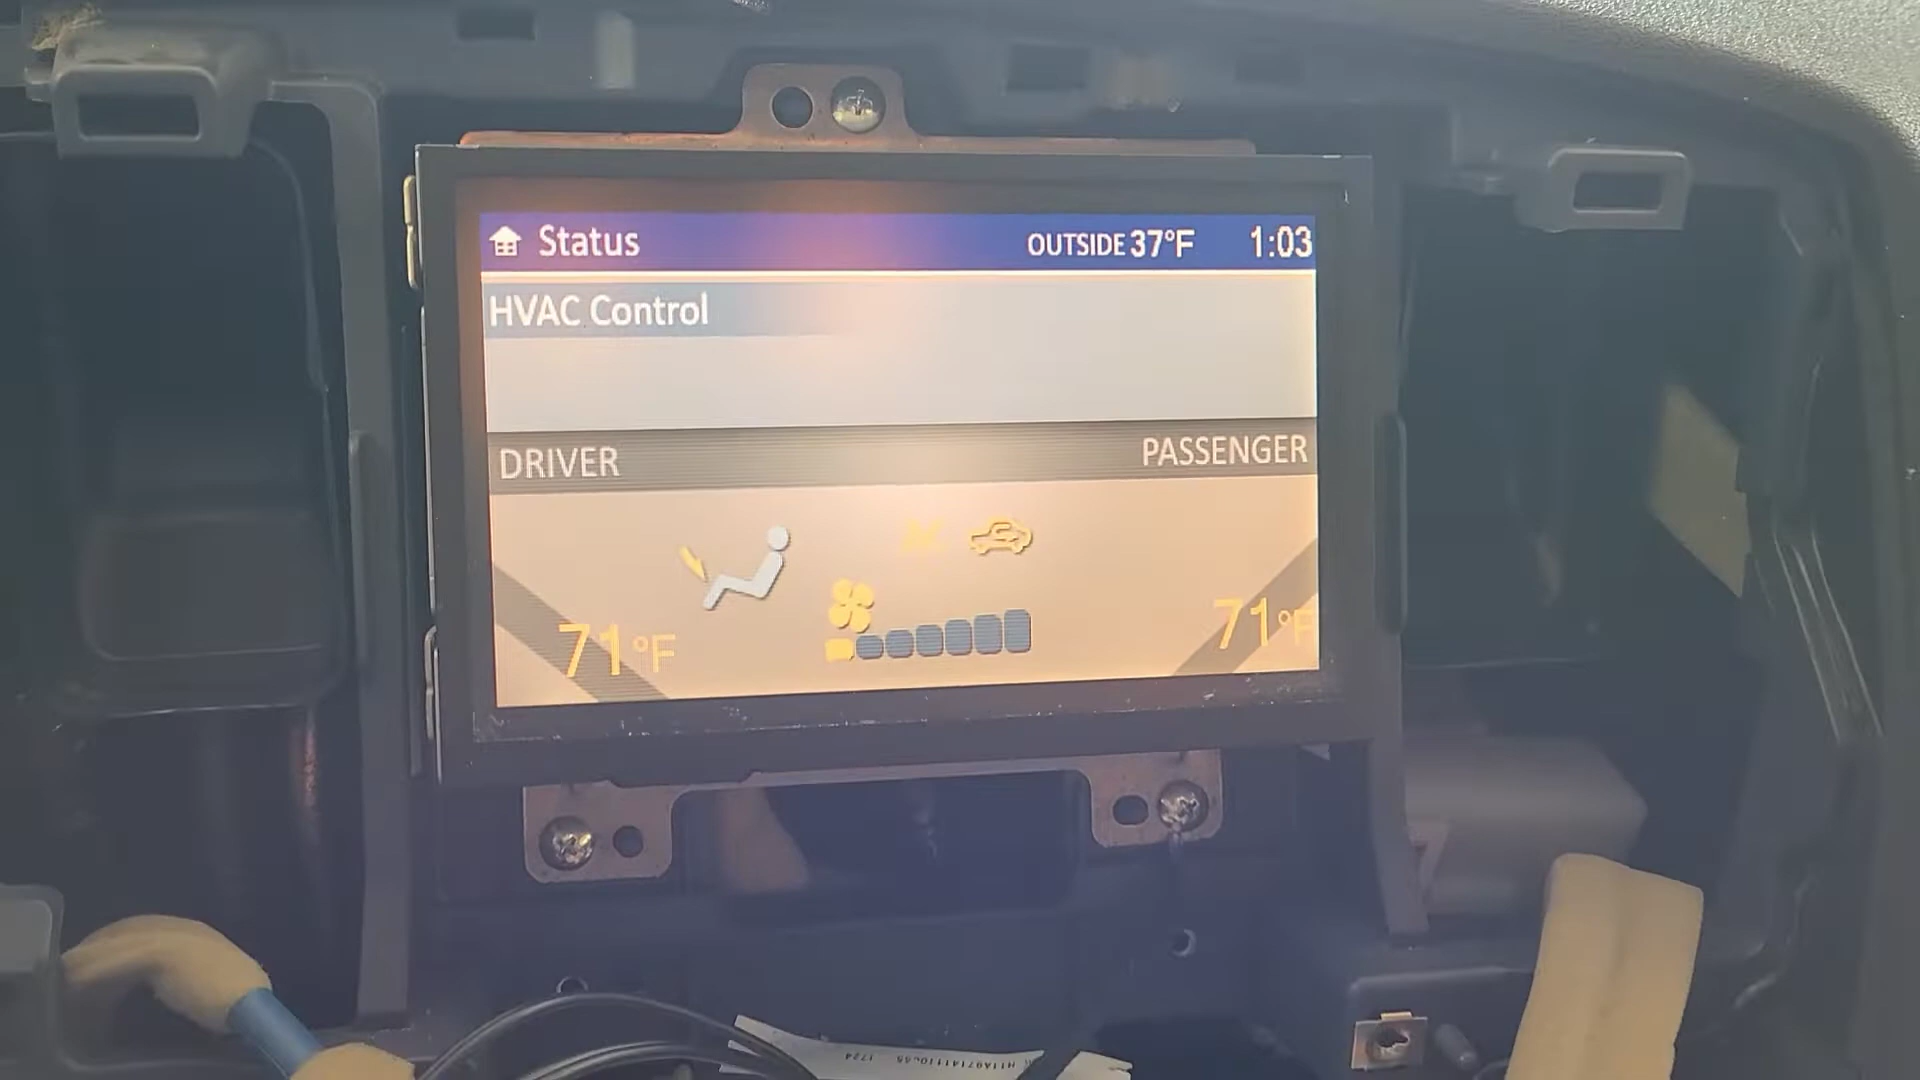 Status OUTSIDE 37°F 1:03
HVAC Control
DRIVER PASSENGER
71°F 71°F